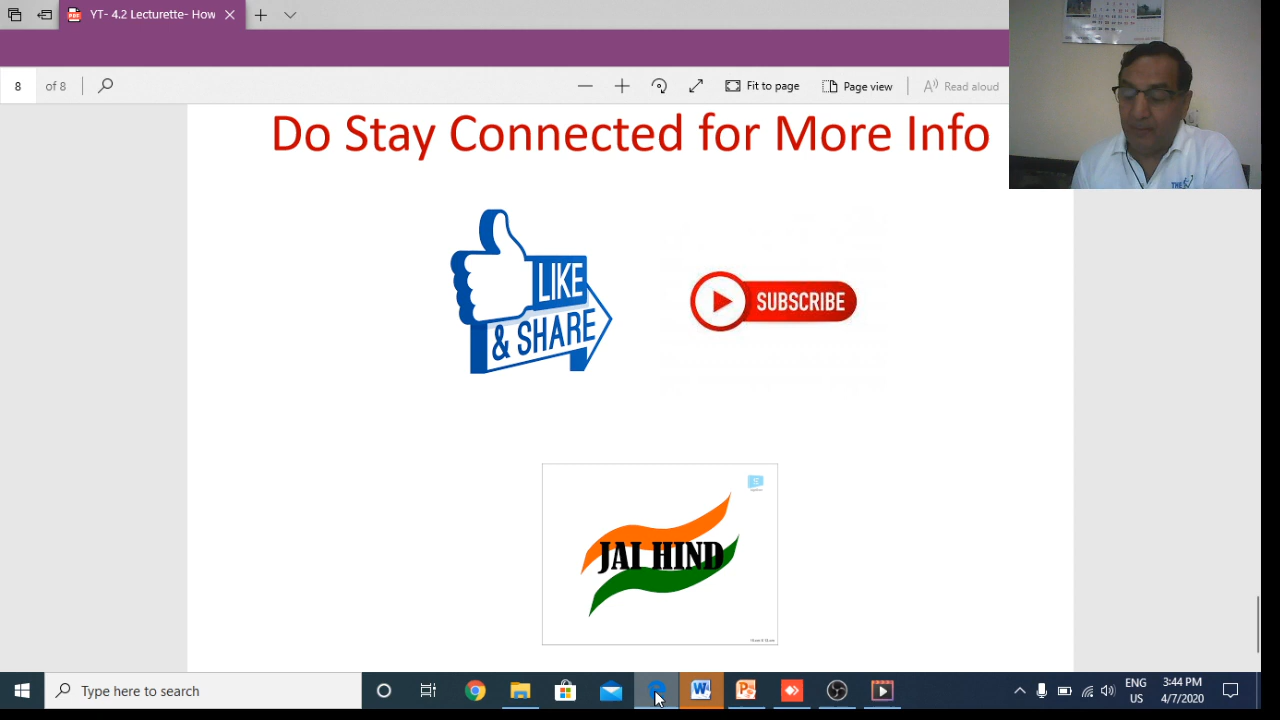 YT- 4.2 Lecturette- How
8 of 8
Fit to page
Page view
Read aloud
Do Stay Connected for More Info
LIKE
& SHARE
SUBSCRIBE
THE
JAI HIND
Type here to search
ENG
US
3:44 PM
4/7/2020